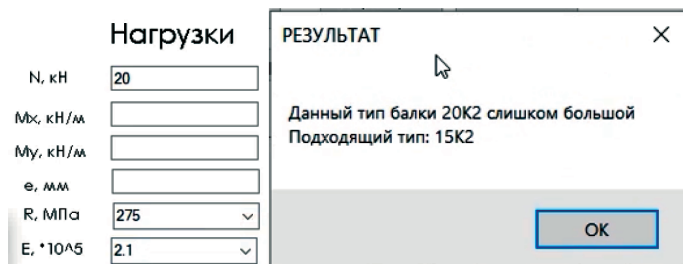 Нагрузки
N, кН 20
Mx, кН/м
My, кН/м
e, мм
R, МПа 275
E, *10^5 2.1
РЕЗУЛЬТАТ
Данный тип балки 20К2 слишком большой
Подходящий тип: 15К2
ОК